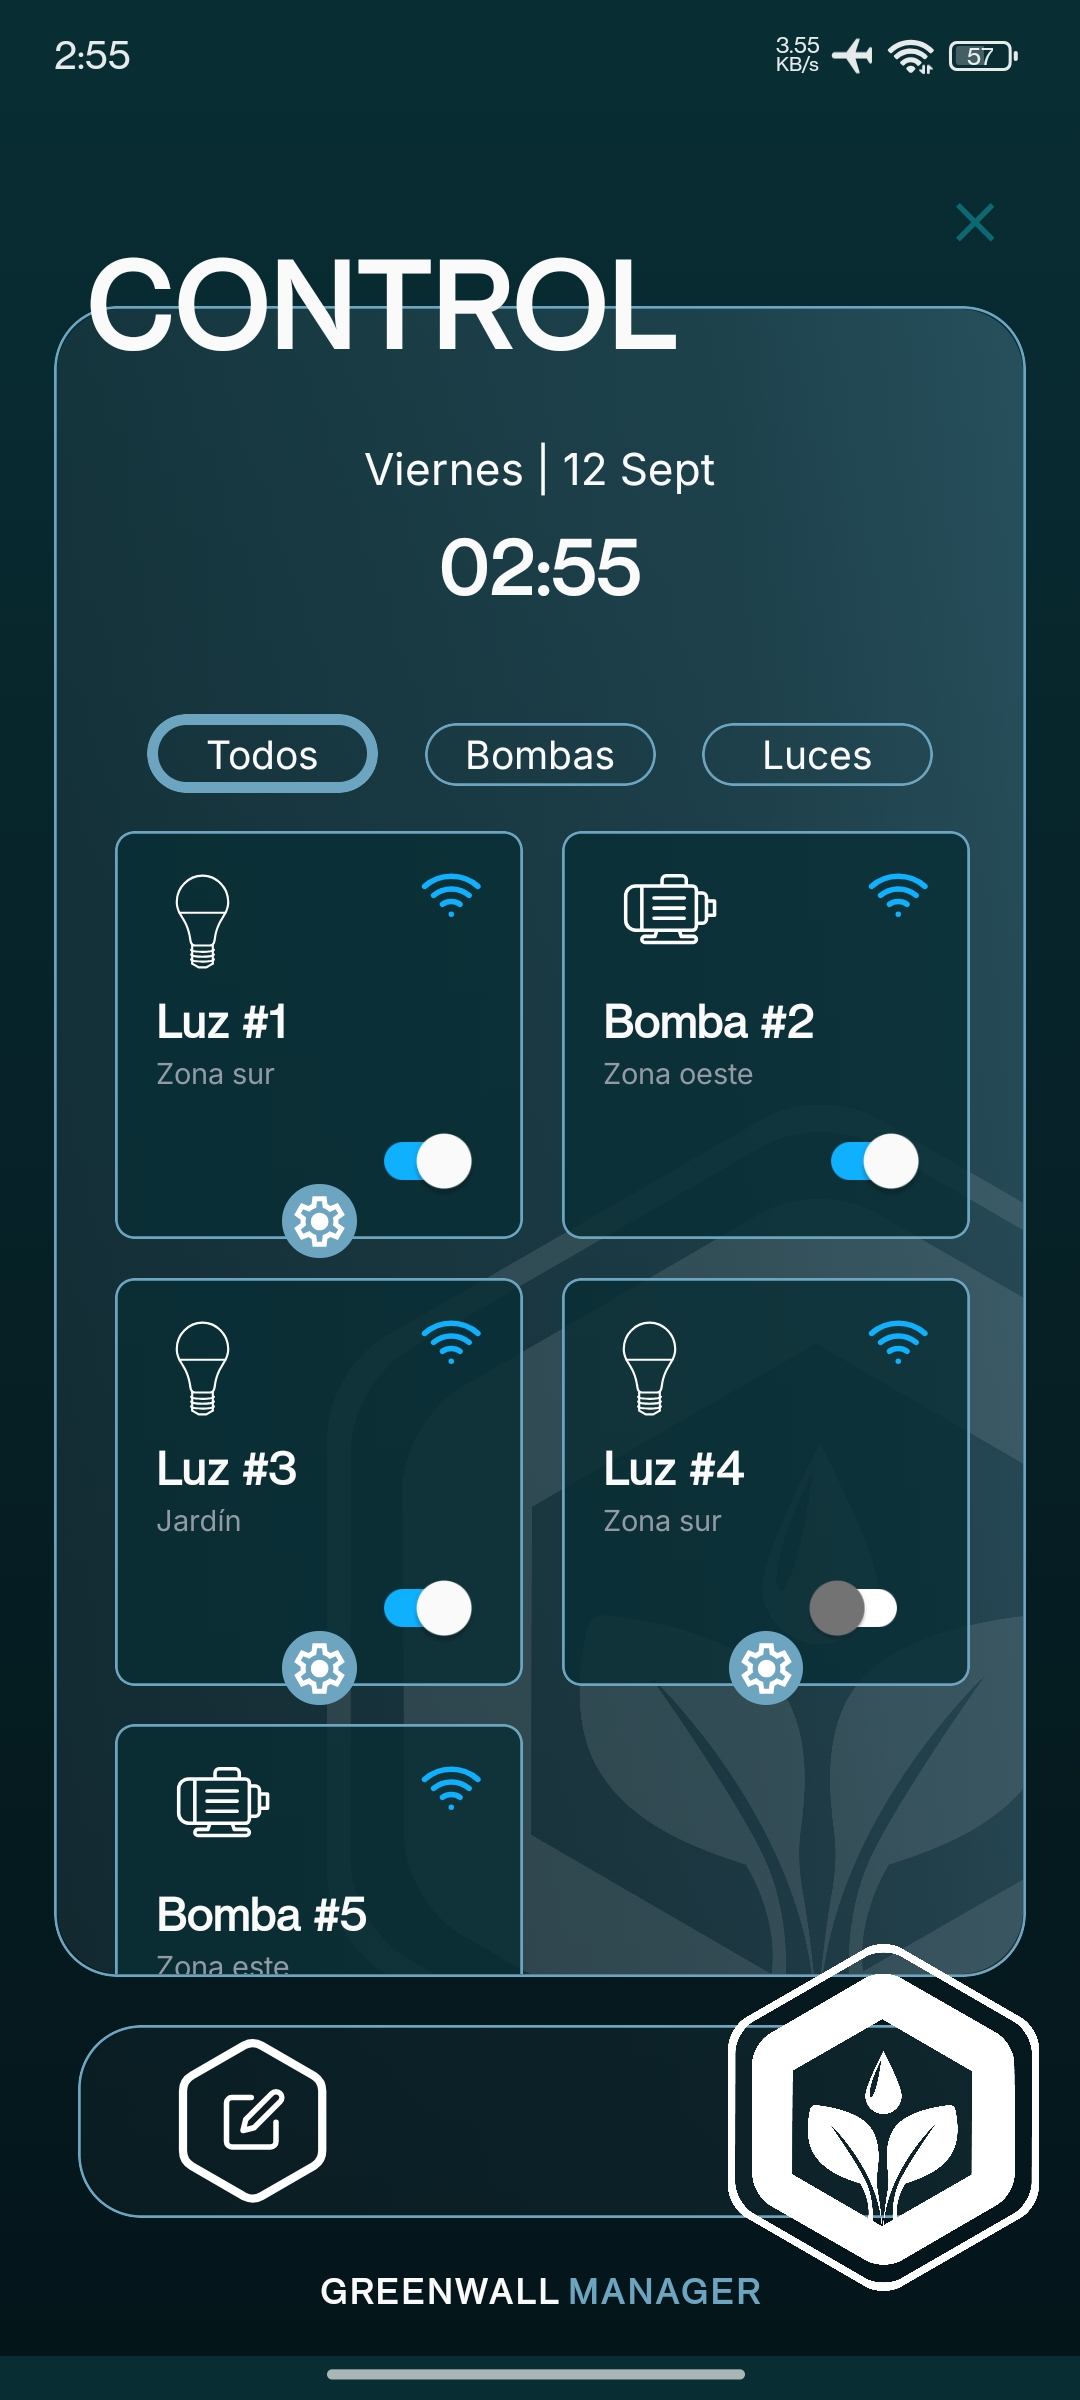 2:55
3.55
KB/s
57
CONTROL
Viernes | 12 Sept
02:55
Todos
Bombas
Luces
Luz #1
Zona sur
Bomba #2
Zona oeste
Luz #3
Jardín
Luz #4
Zona sur
Bomba #5
Zona este
GREENWALL MANAGER